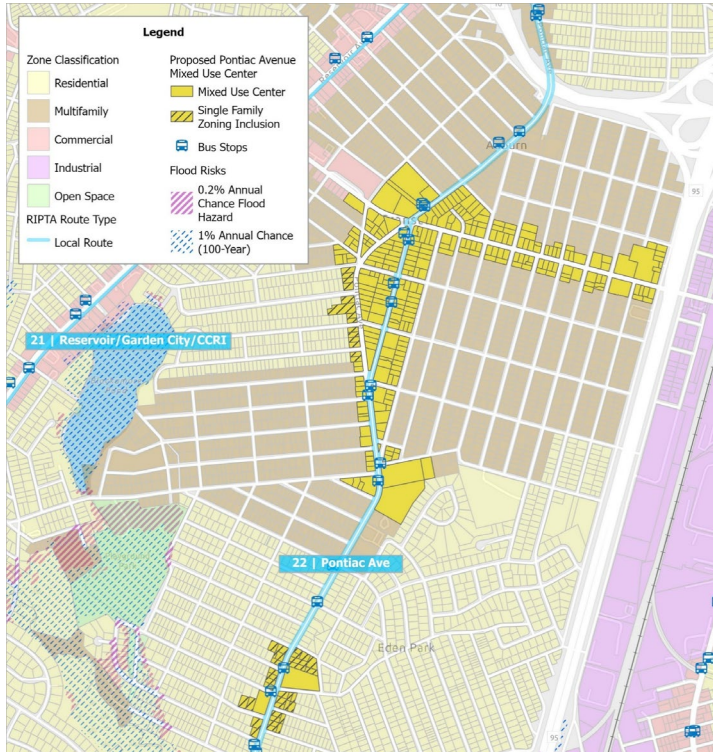 Legend
Zone Classification
Residential
Multifamily
Commercial
Industrial
Open Space
RIPTA Route Type
Local Route
Proposed Pontiac Avenue
Mixed Use Center
Mixed Use Center
Single Family
Zoning Inclusion
Bus Stops
Flood Risks
0.2% Annual
Chance Flood
Hazard
1% Annual Chance
(100-Year)
95
21 | Reservoir/Garden City/CCRI
22 | Pontiac Ave
Eden Park
95